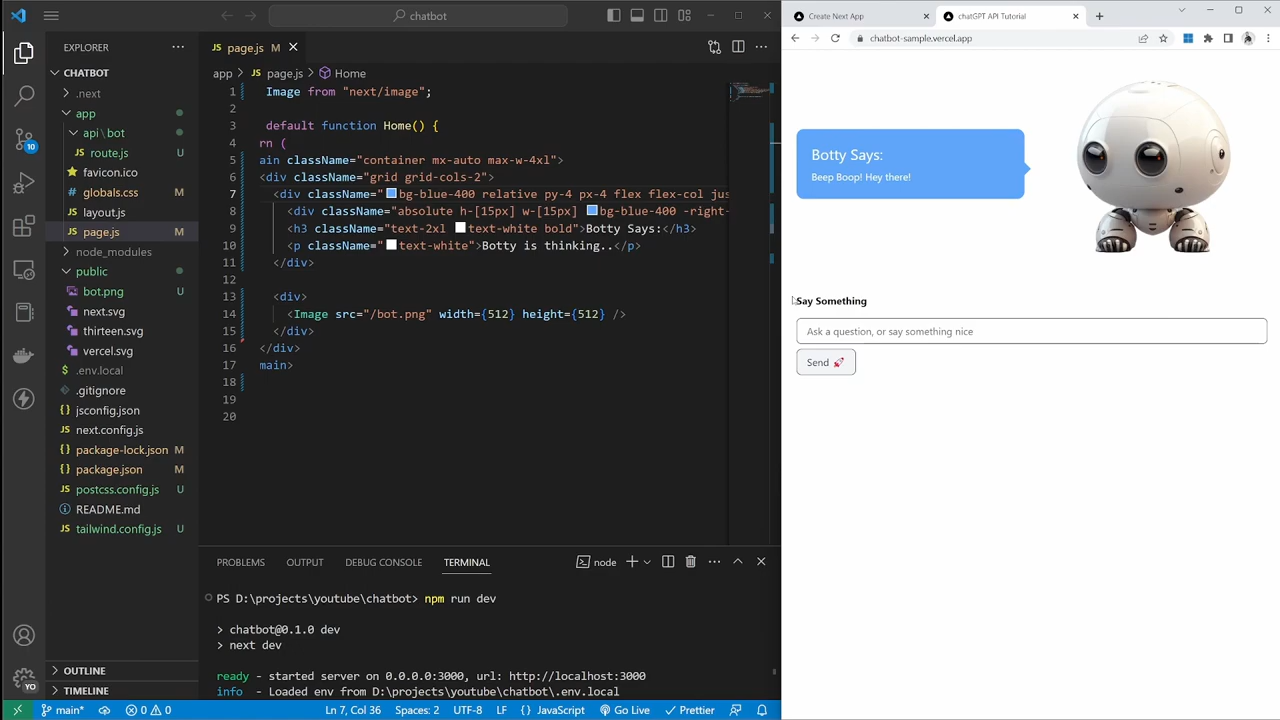 chatbot
EXPLORER
CHATBOT
.next
app
api\bot
route.js U
favicon.ico
globals.css M
layout.js
page.js M
node_modules
public
bot.png U
next.svg
thirteen.svg
vercel.svg
.env.local
.gitignore
jsconfig.json
next.config.js
package-lock.json M
package.json M
postcss.config.js U
README.md
tailwind.config.js U
OUTLINE
TIMELINE
10
YO
page.js M
app > page.js > Home
1 Image from "next/image";
2
3 default function Home() {
4 rn (
5 ain className="container mx-auto max-w-4xl">
6 <div className="grid grid-cols-2">
7 <div className="bg-blue-400 relative py-4 px-4 flex flex-col jus
8 <div className="absolute h-[15px] w-[15px] bg-blue-400 -right-
9 <h3 className="text-2xl text-white bold">Botty Says:</h3>
10 <p className="text-white">Botty is thinking..</p>
11 </div>
12
13 <div>
14 <Image src="/bot.png" width={512} height={512} />
15 </div>
16 </div>
17 main>
18
19
20
PROBLEMS OUTPUT DEBUG CONSOLE TERMINAL
node
PS D:\projects\youtube\chatbot> npm run dev
> chatbot@0.1.0 dev
> next dev
ready - started server on 0.0.0.0:3000, url: http://localhost:3000
info - Loaded env from D:\projects\youtube\chatbot\.env.local
main* 0 0 Ln 7, Col 36 Spaces: 2 UTF-8 LF {} JavaScript Go Live Prettier
Create Next App
chatGPT API Tutorial
chatbot-sample.vercel.app
Botty Says:
Beep Boop! Hey there!
Say Something
Ask a question, or say something nice
Send 🚀